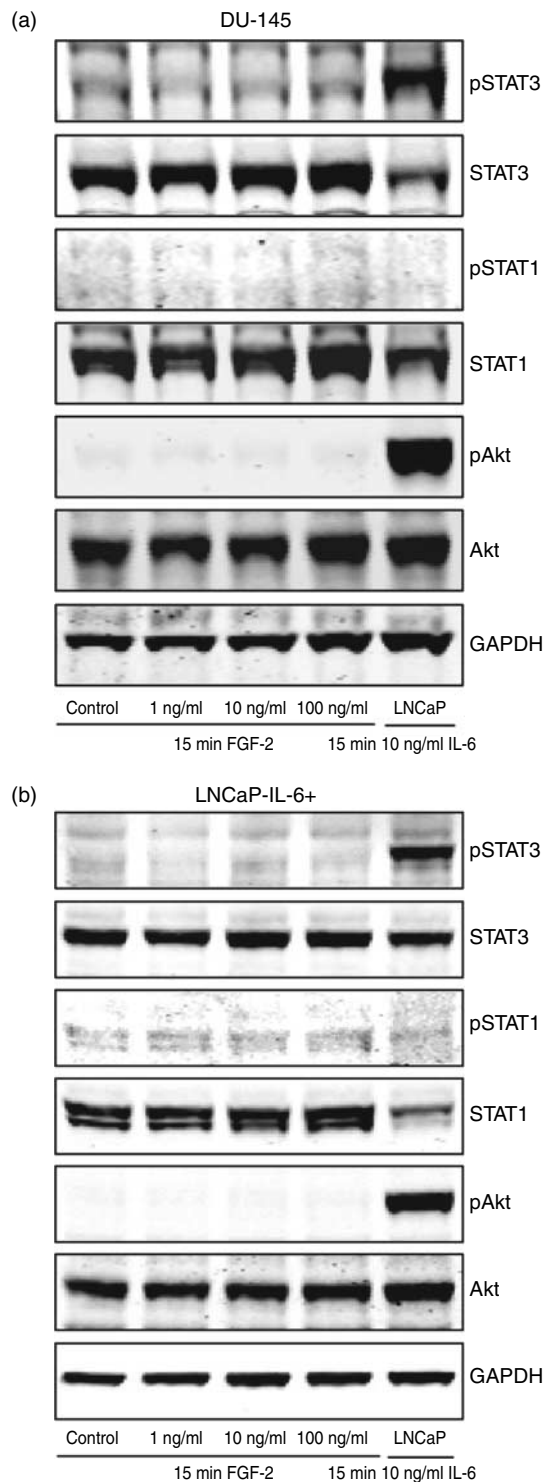 (a)
DU-145
pSTAT3
STAT3
pSTAT1
STAT1
pAkt
Akt
GAPDH
Control 1 ng/ml 10 ng/ml 100 ng/ml LNCaP
15 min FGF-2 15 min 10 ng/ml IL-6
(b)
LNCaP-IL-6+
pSTAT3
STAT3
pSTAT1
STAT1
pAkt
Akt
GAPDH
Control 1 ng/ml 10 ng/ml 100 ng/ml LNCaP
15 min FGF-2 15 min 10 ng/ml IL-6